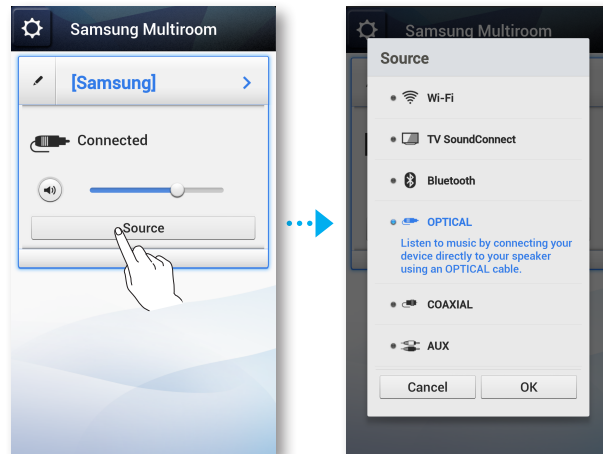 Samsung Multiroom
[Samsung]
Connected
Source
Samsung Multiroom
Source
Wi-Fi
TV SoundConnect
Bluetooth
OPTICAL
Listen to music by connecting your
device directly to your speaker
using an OPTICAL cable.
COAXIAL
AUX
Cancel OK